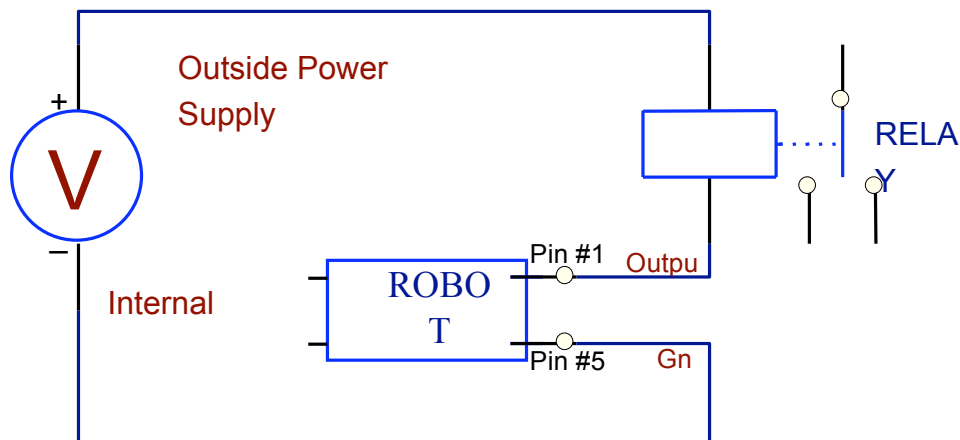 Outside Power
Supply
+
V
−
RELA
Y
Pin #1
Outpu
Internal
ROBO
T
Pin #5
Gn